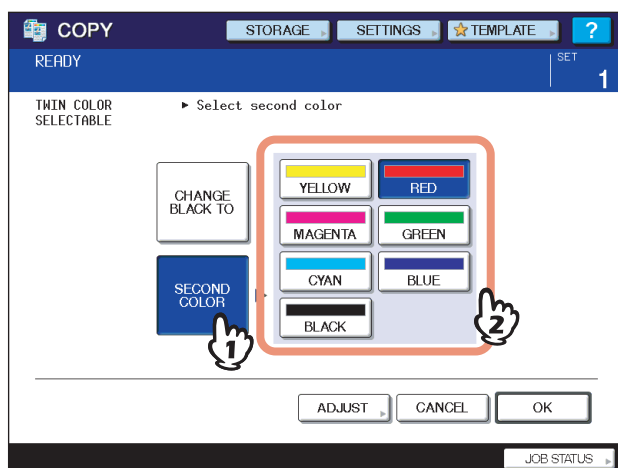 COPY
STORAGE
SETTINGS
TEMPLATE
?
READY
SET
1
TWIN COLOR
SELECTABLE
▶ Select second color
CHANGE
BLACK TO
YELLOW
RED
MAGENTA
GREEN
SECOND
COLOR
CYAN
BLUE
BLACK
1
2
ADJUST
CANCEL
OK
JOB STATUS